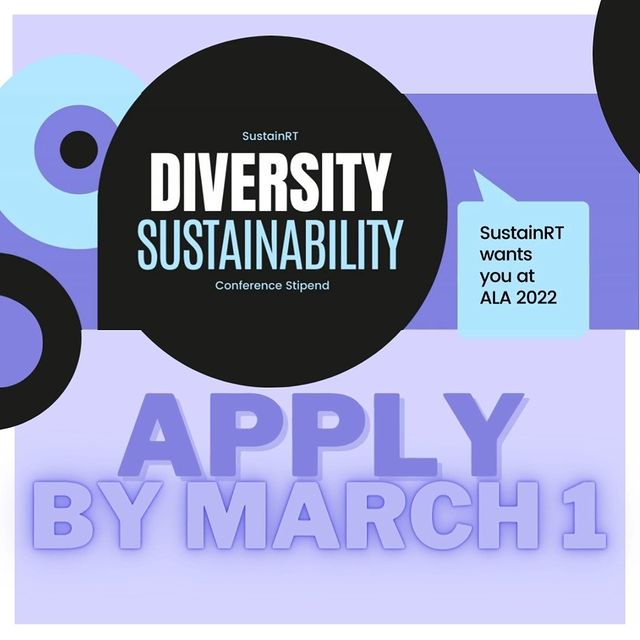 SustainRT
DIVERSITY
SUSTAINABILITY
Conference Stipend
SustainRT
wants
you at
ALA 2022
APPLY
BY MARCH 1